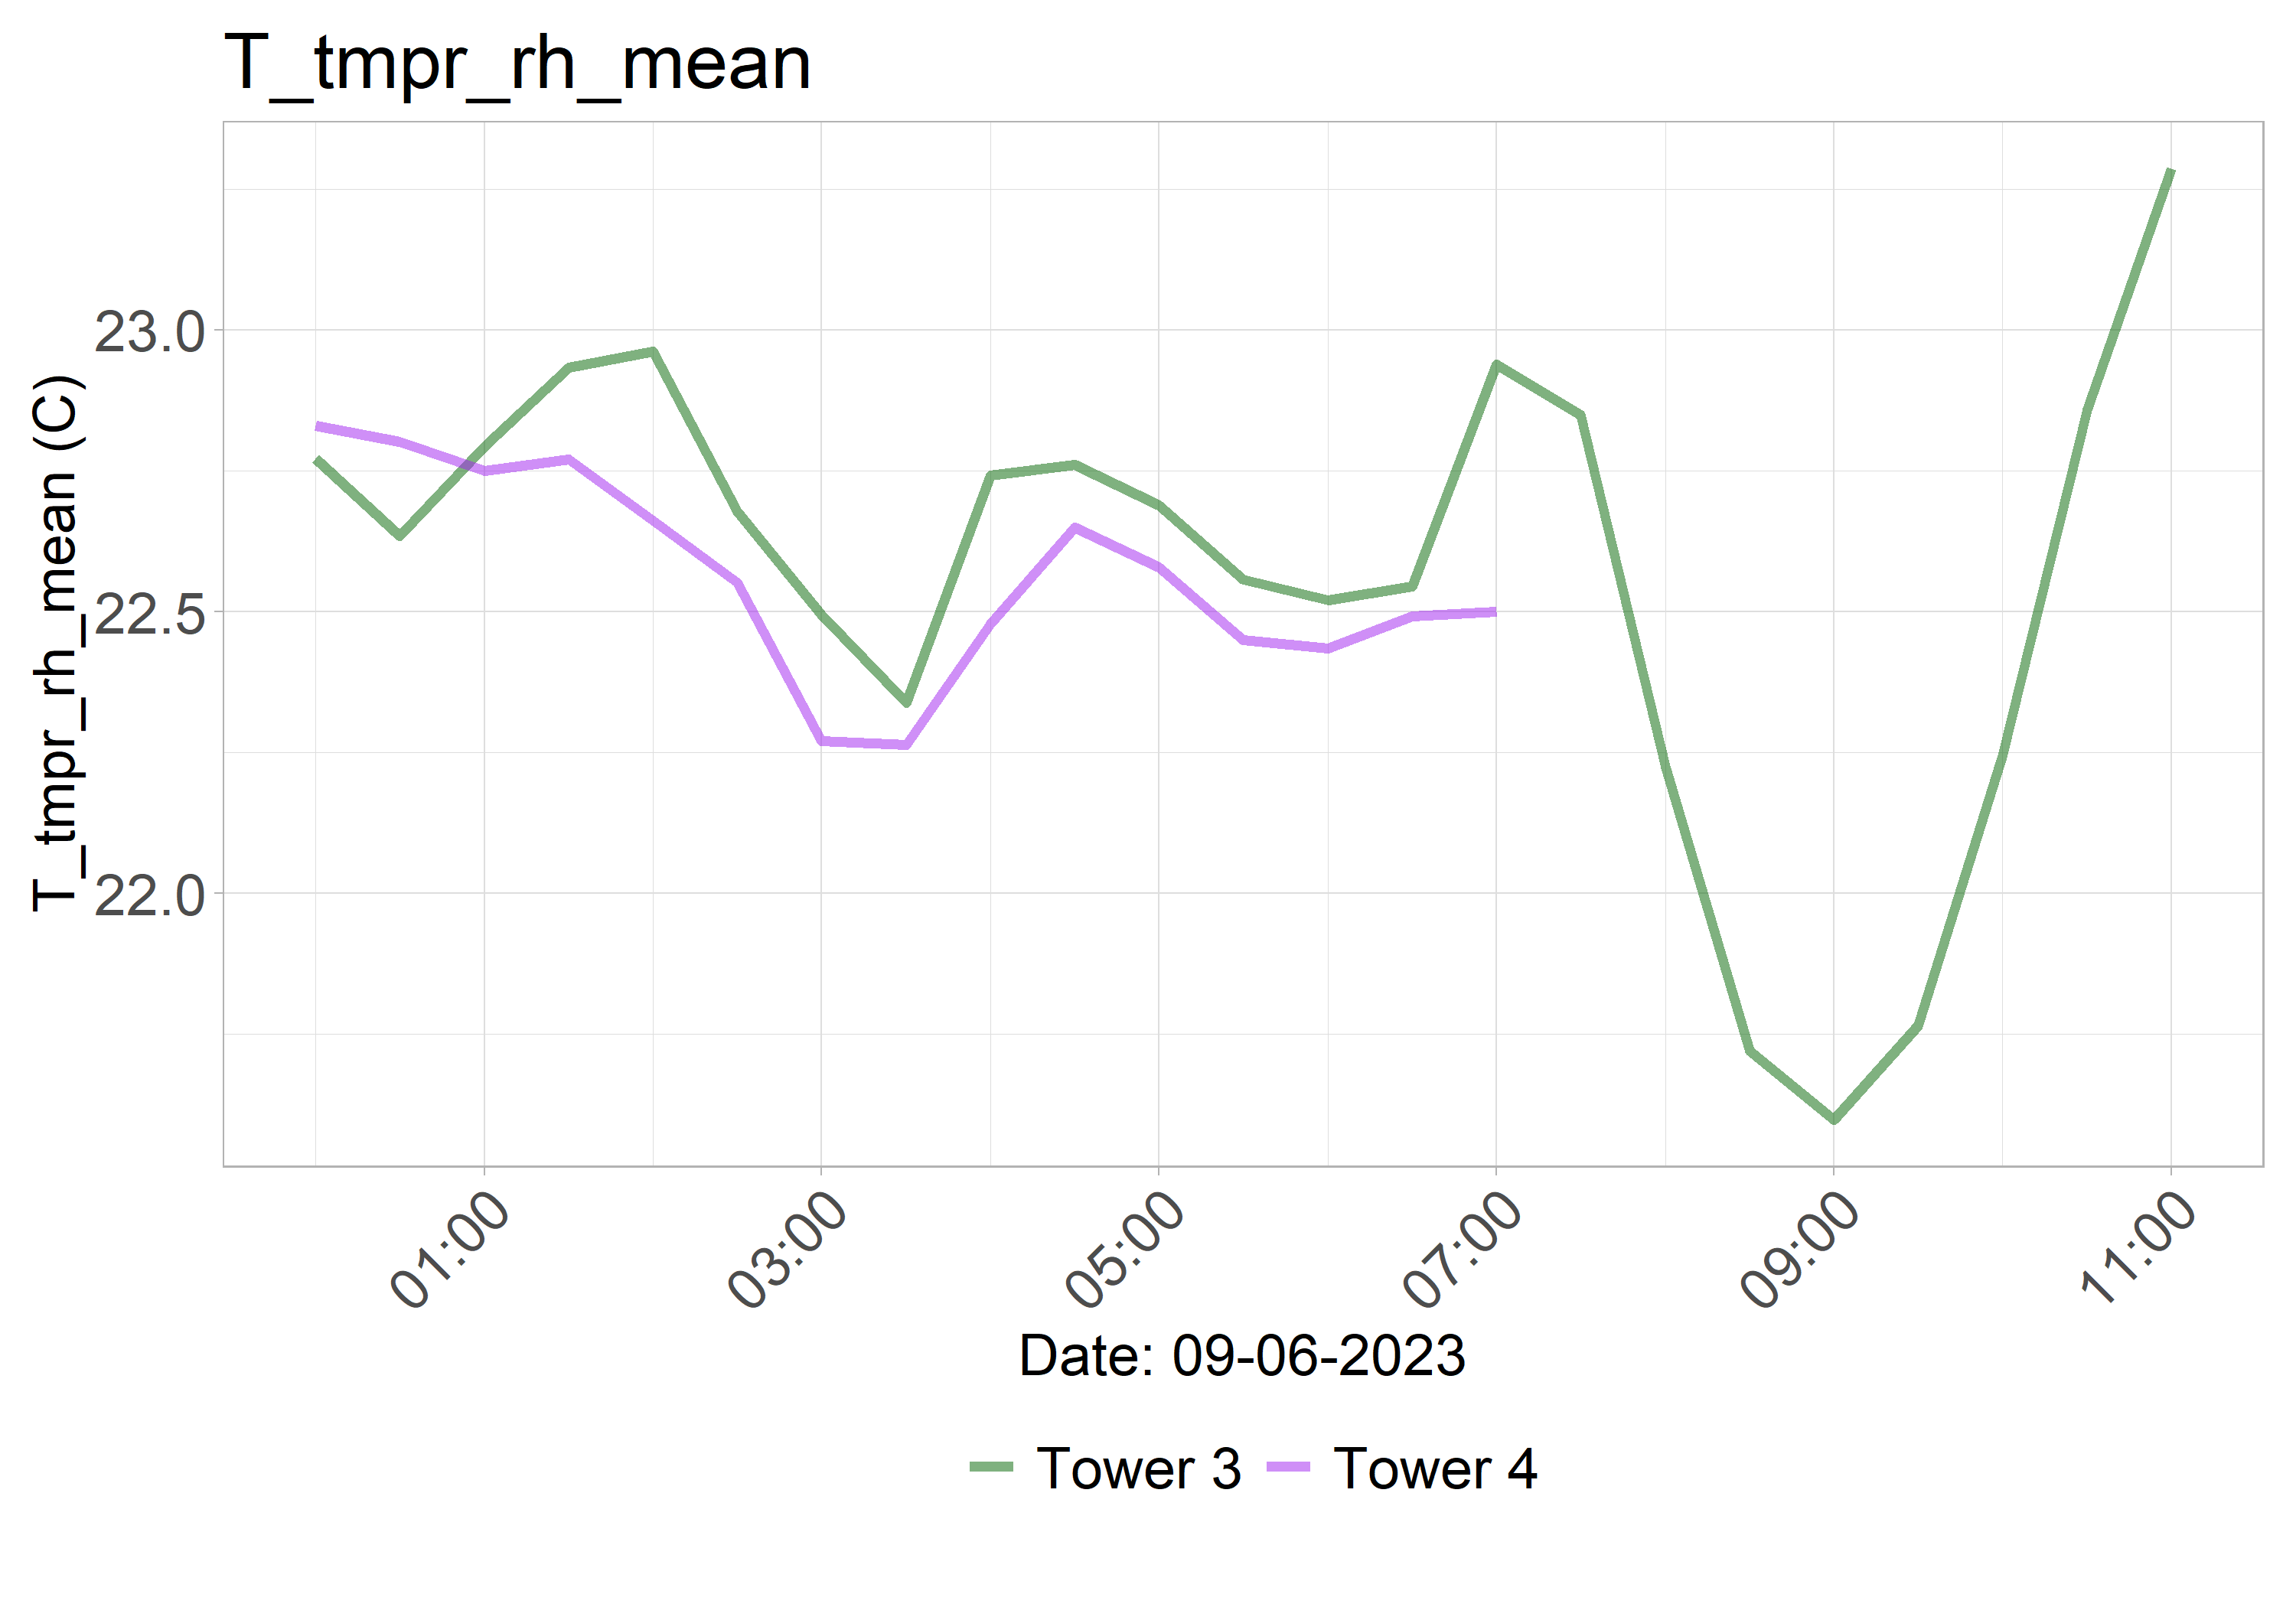 T_tmpr_rh_mean
T_tmpr_rh_mean (C)
23.0
22.5
22.0
01:00 03:00 05:00 07:00 09:00 11:00
Date: 09-06-2023
Tower 3 Tower 4